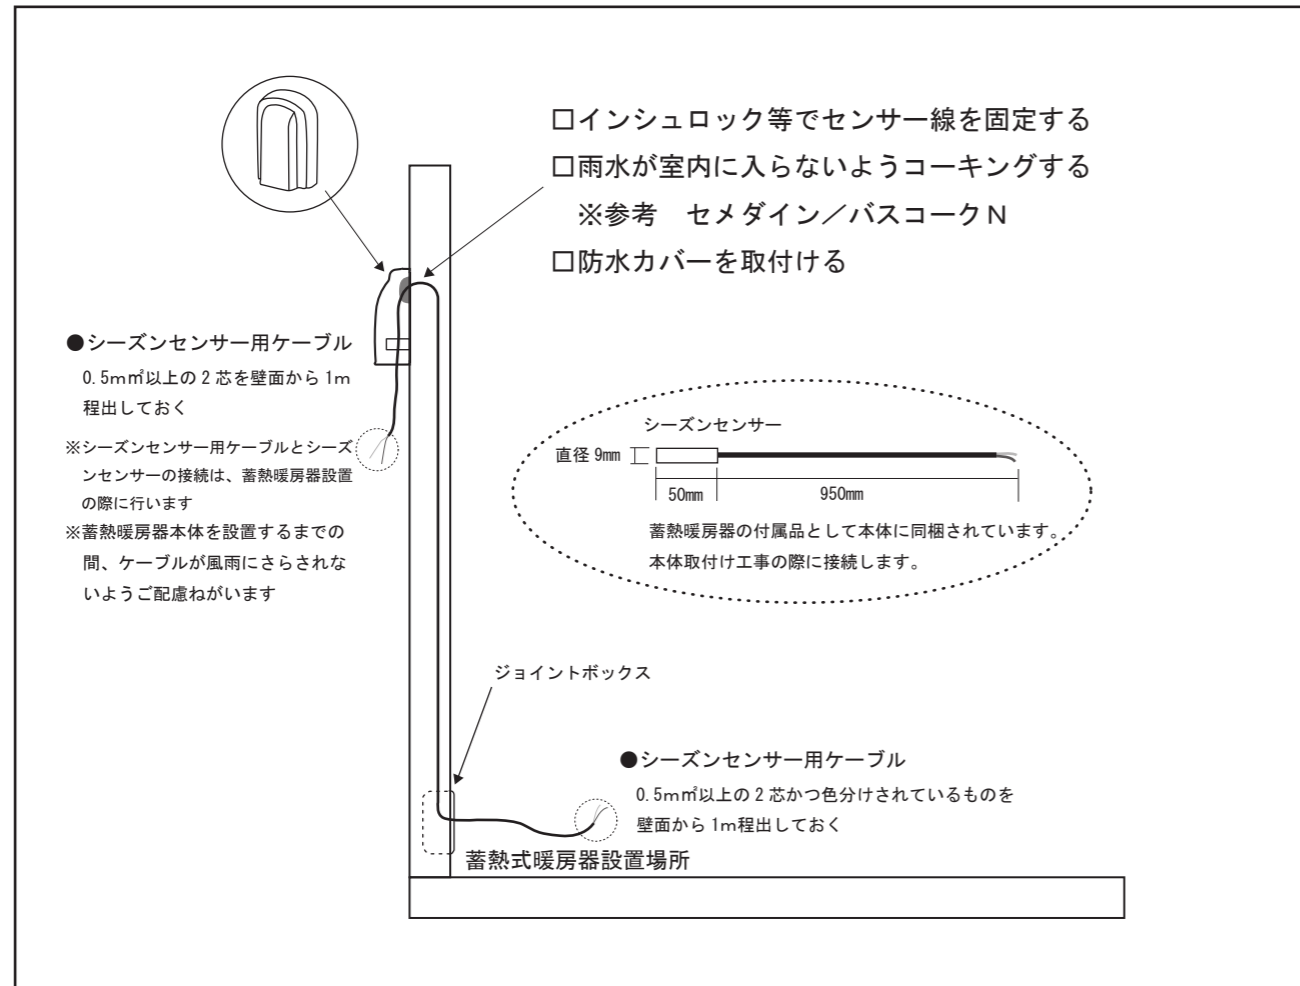 □インシュロック等でセンサー線を固定する
□雨水が室内に入らないようコーキングする
※参考　セメダイン／バスコークN
□防水カバーを取付ける
●シーズンセンサー用ケーブル
0.5m㎡以上の2芯を壁面から1m
程出しておく
※シーズンセンサー用ケーブルとシーズ
ンセンサーの接続は、蓄熱暖房器設置
の際に行います
※蓄熱暖房器本体を設置するまでの
間、ケーブルが風雨にさらされな
いようご配慮ねがいます
シーズンセンサー
直径9mm
50mm
950mm
蓄熱暖房器の付属品として本体に同梱されています。
本体取付け工事の際に接続します。
ジョイントボックス
●シーズンセンサー用ケーブル
0.5m㎡以上の2芯かつ色分けされているものを
壁面から1m程出しておく
蓄熱式暖房器設置場所